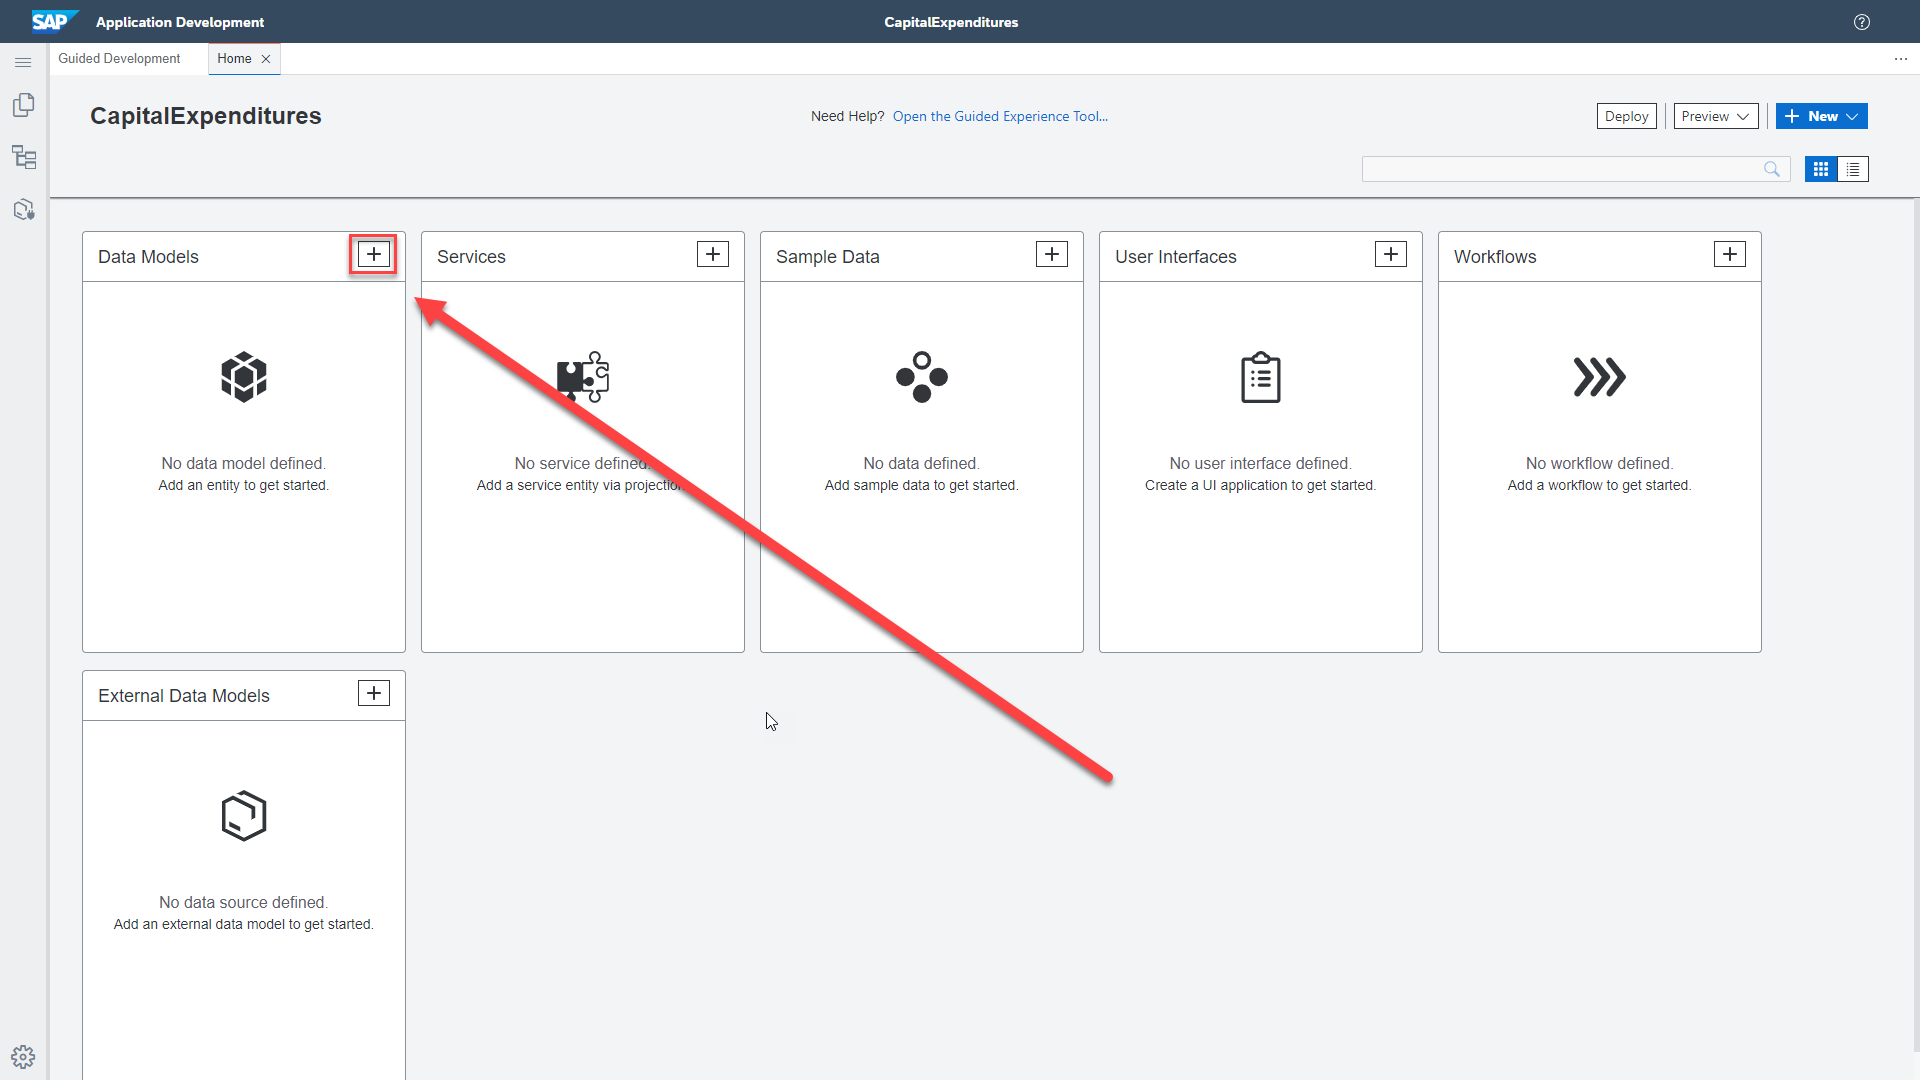 SAP Application Development
CapitalExpenditures
Guided Development
Home
CapitalExpenditures
Need Help? Open the Guided Experience Tool...
Deploy
Preview
New
Data Models
Services
Sample Data
User Interfaces
Workflows
No data model defined.
Add an entity to get started.
No service defined.
Add a service entity via projection
No data defined.
Add sample data to get started.
No user interface defined.
Create a UI application to get started.
No workflow defined.
Add a workflow to get started.
External Data Models
No data source defined.
Add an external data model to get started.